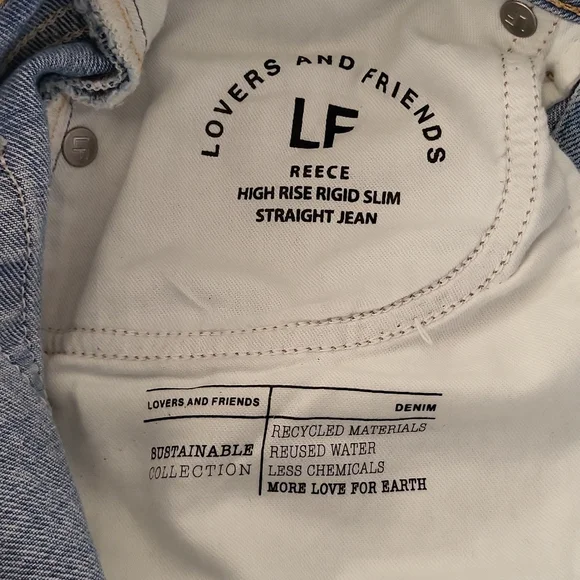 LOVERS AND FRIENDS
LF
REECE
HIGH RISE RIGID SLIM
STRAIGHT JEAN
LOVERS AND FRIENDS
DENIM
SUSTAINABLE
COLLECTION
RECYCLED MATERIALS
REUSED WATER
LESS CHEMICALS
MORE LOVE FOR EARTH